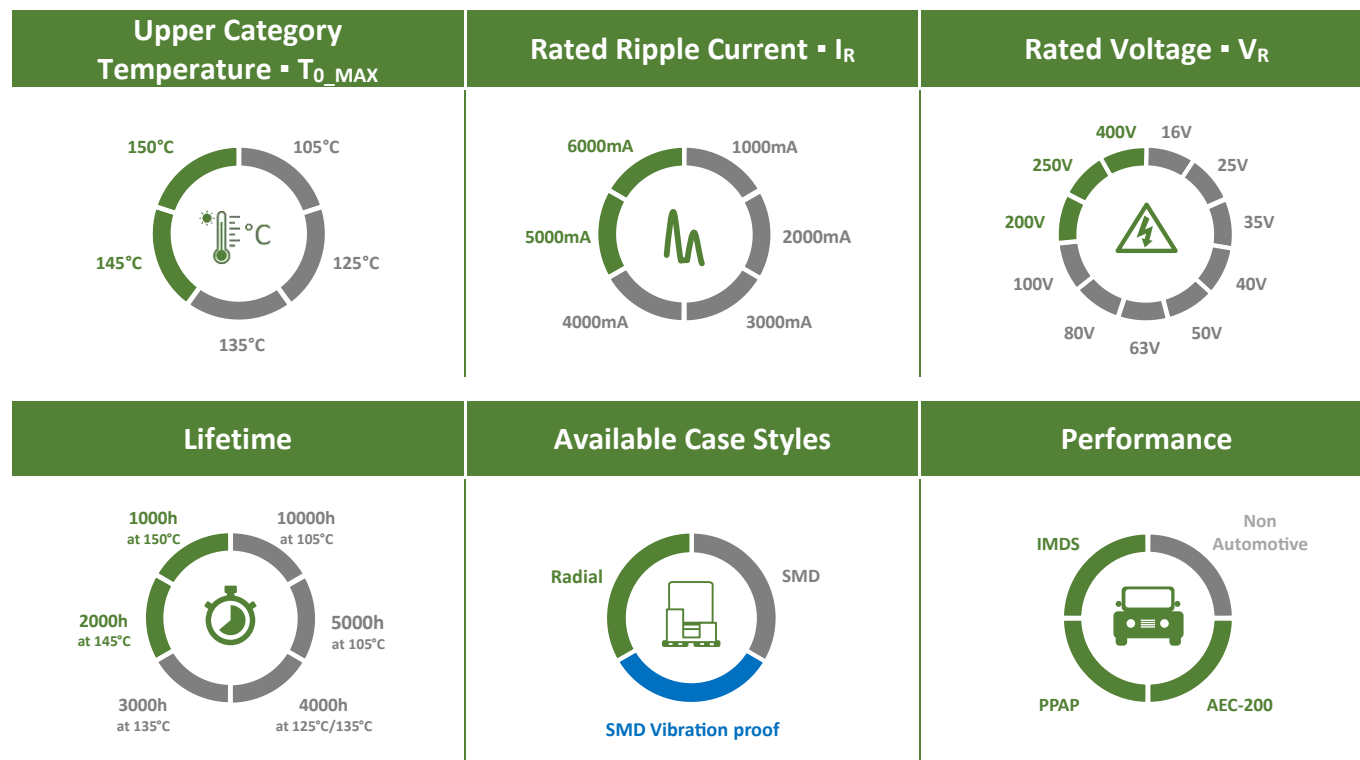 Upper Category
Temperature ▪ T0_MAX
Rated Ripple Current ▪ IR
Rated Voltage ▪ VR
150°C
105°C
145°C
°C
125°C
135°C
6000mA
1000mA
5000mA
2000mA
4000mA
3000mA
400V
16V
250V
25V
200V
35V
100V
40V
80V
63V
50V
Lifetime
Available Case Styles
Performance
1000h
at 150°C
10000h
at 105°C
2000h
at 145°C
5000h
at 105°C
3000h
at 135°C
4000h
at 125°C/135°C
Radial
SMD
SMD Vibration proof
IMDS
Non
Automotive
PPAP
AEC-200